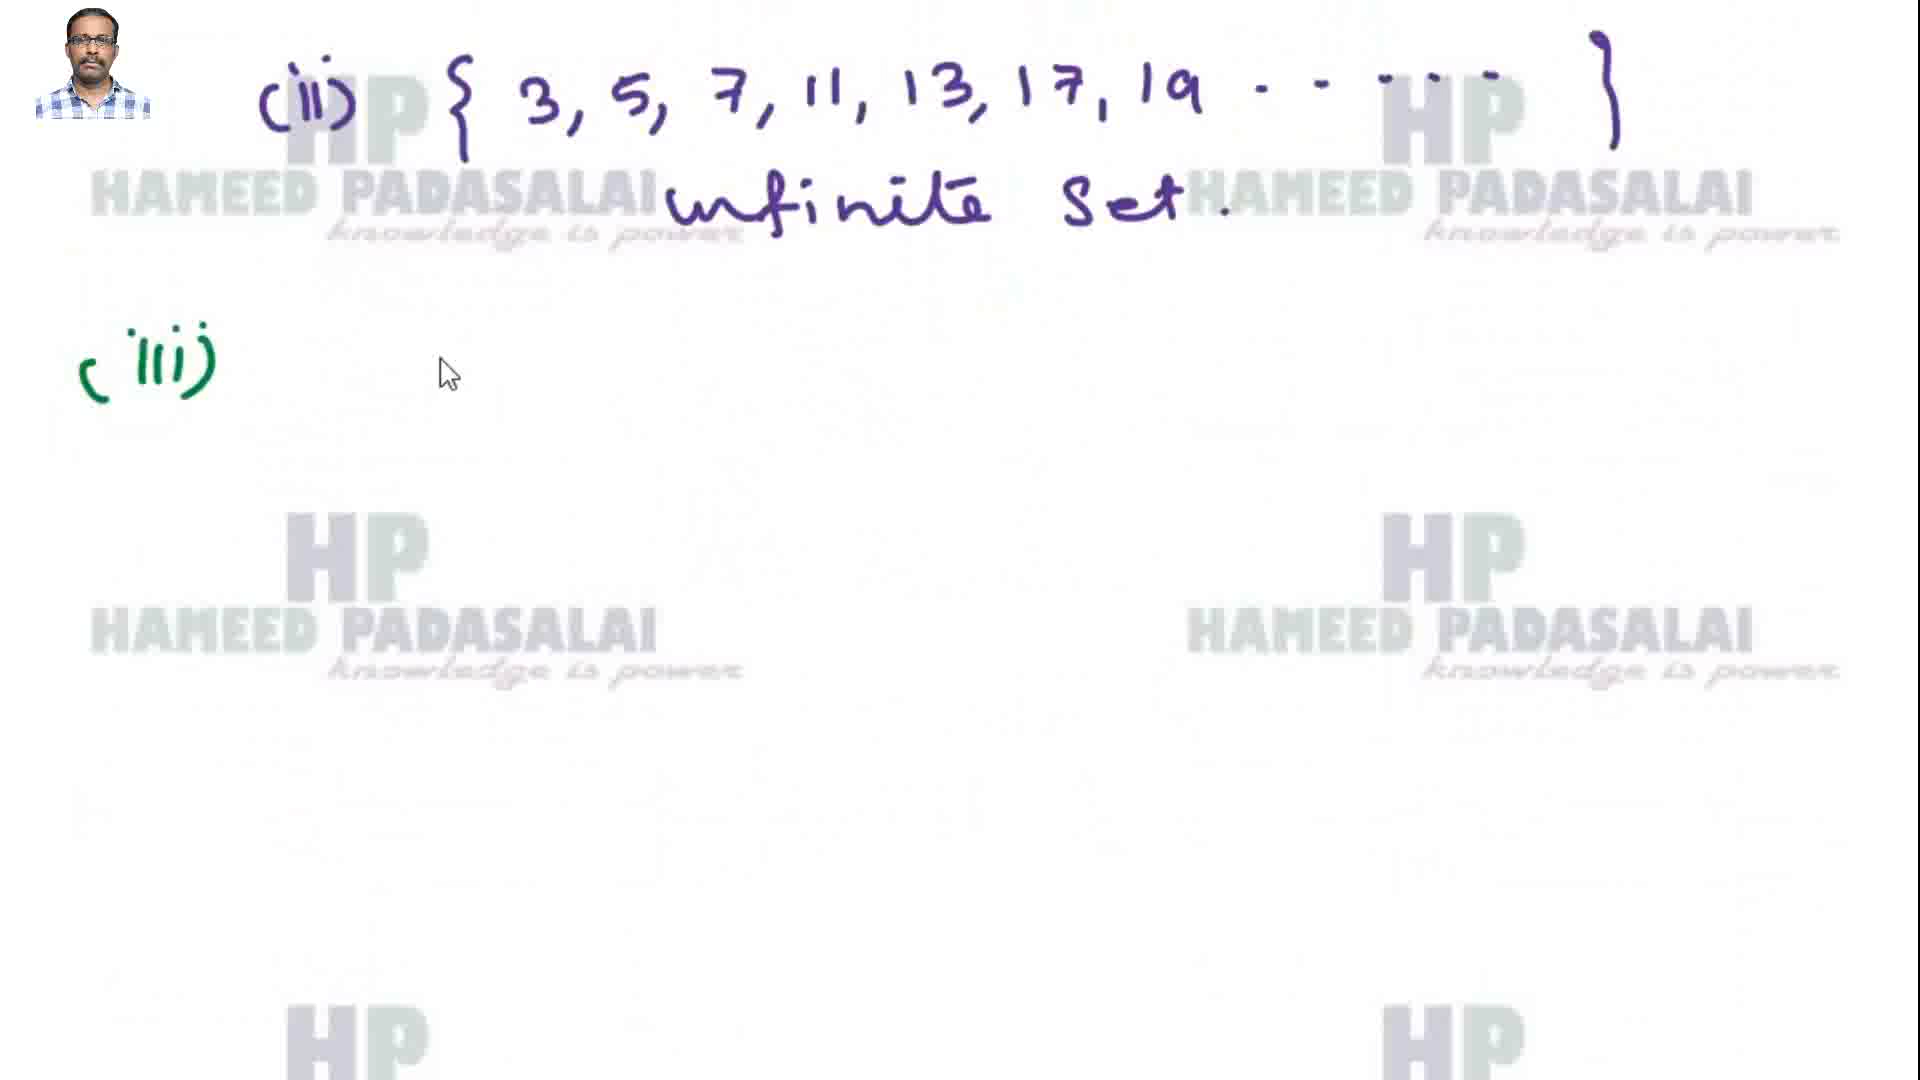 (ii) { 3, 5, 7, 11, 13, 17, 19 . . . . . }
infinite set.
(iii)
HP HP
HAMEED PADASALAI HAMEED PADASALAI
knowledge is power knowledge is power
HP HP
HAMEED PADASALAI HAMEED PADASALAI
knowledge is power knowledge is power
HP HP